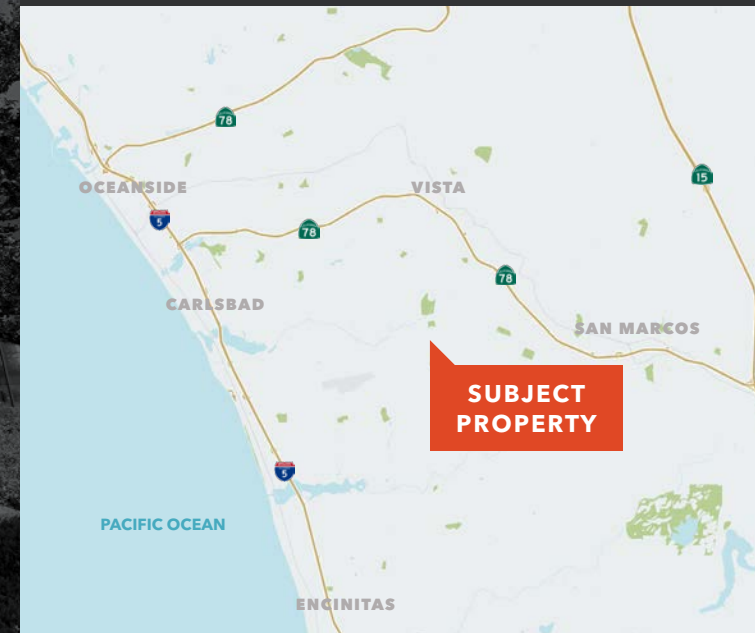 78
15
OCEANSIDE
VISTA
5
78
78
CARLSBAD
SAN MARCOS
SUBJECT
PROPERTY
5
PACIFIC OCEAN
ENCINITAS